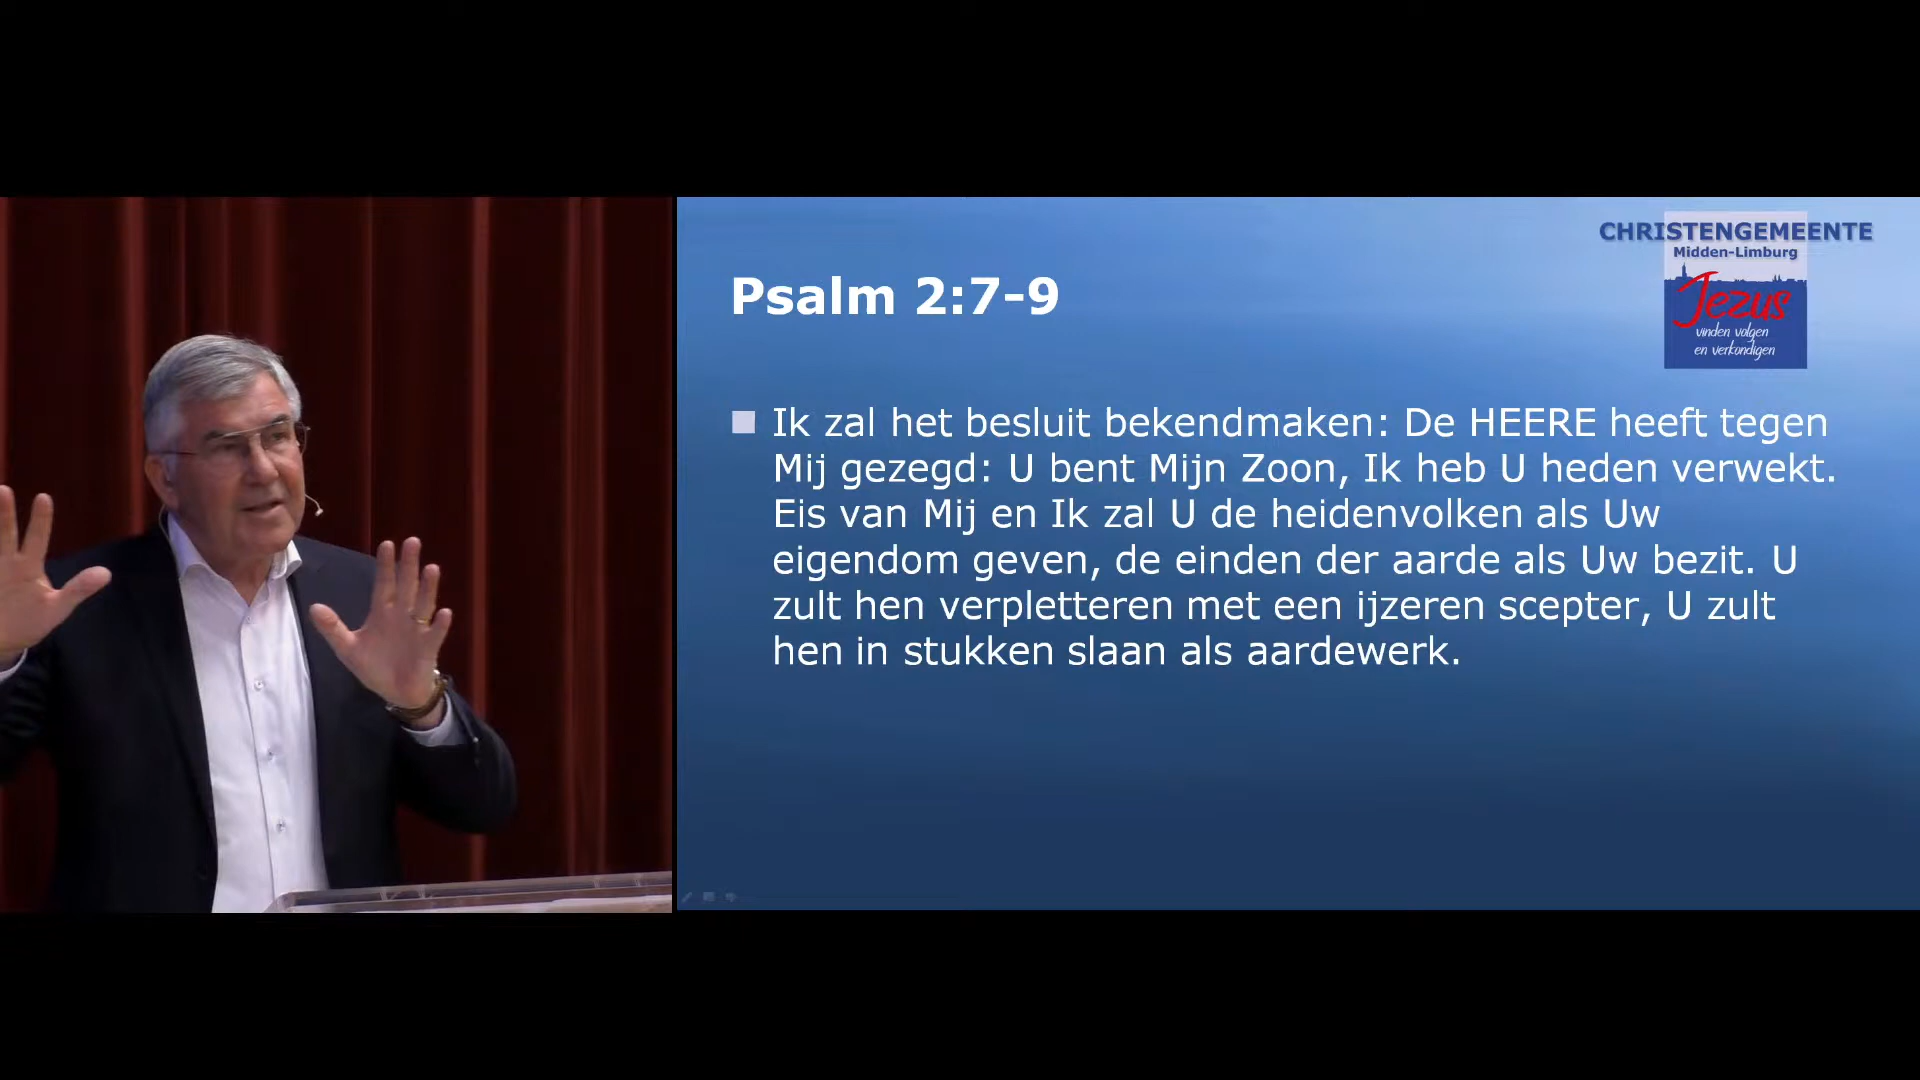 CHRISTENGEMEENTE
Midden-Limburg
Jezus
vinden volgen
en verkondigen
Psalm 2:7-9
Ik zal het besluit bekendmaken: De HEERE heeft tegen
Mij gezegd: U bent Mijn Zoon, Ik heb U heden verwekt.
Eis van Mij en Ik zal U de heidenvolken als Uw
eigendom geven, de einden der aarde als Uw bezit. U
zult hen verpletteren met een ijzeren scepter, U zult
hen in stukken slaan als aardewerk.